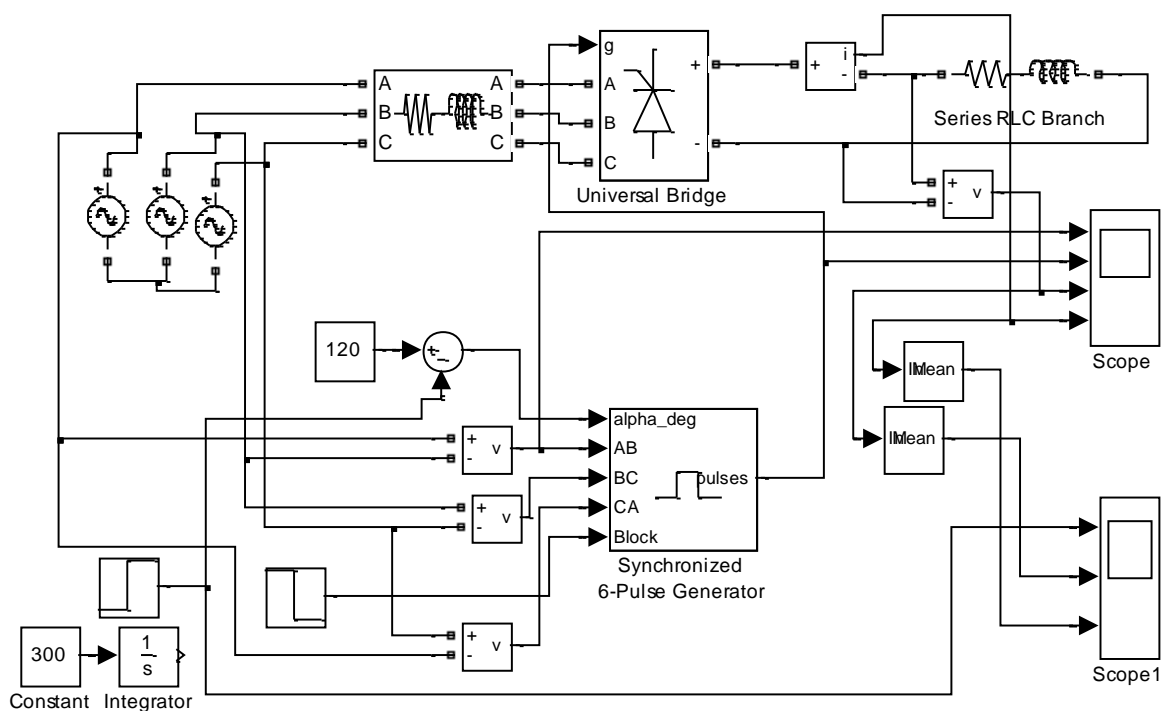 g
A
B
C
A
B
C
A
B
C
+
-
Universal Bridge
+
i
-
Series RLC Branch
+
-
v
Scope
120
+
-
alpha_deg
AB
BC
CA
Block
pulses
Synchronized
6-Pulse Generator
+
-
v
+
-
v
+
-
v
Mean
Mean
Scope1
300
Constant
1
s
Integrator